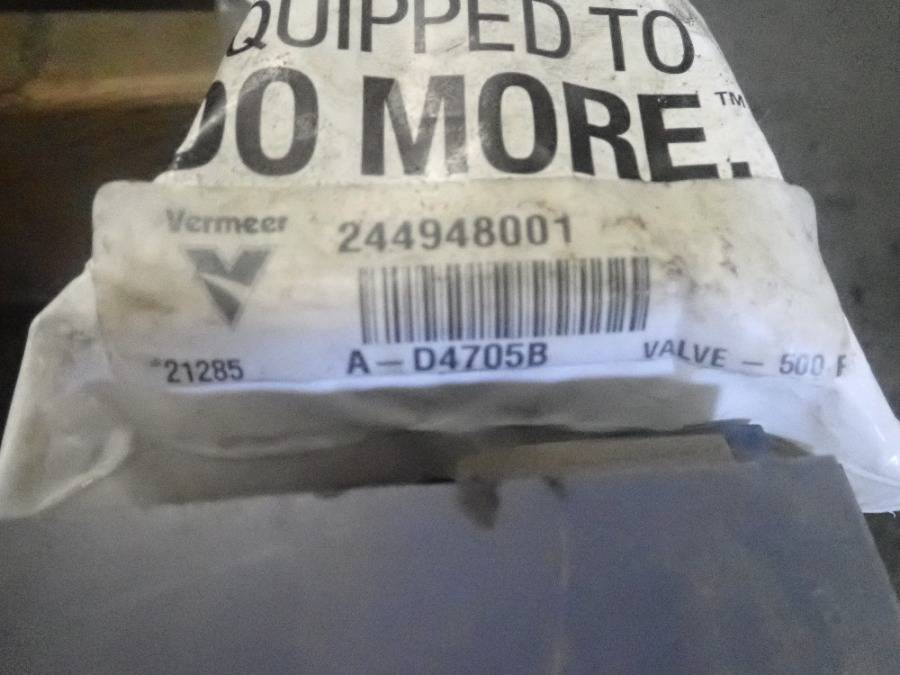 QUIPPED TO
DO MORE.™
Vermeer
244948001
*21285 A-D4705B VALVE - 500